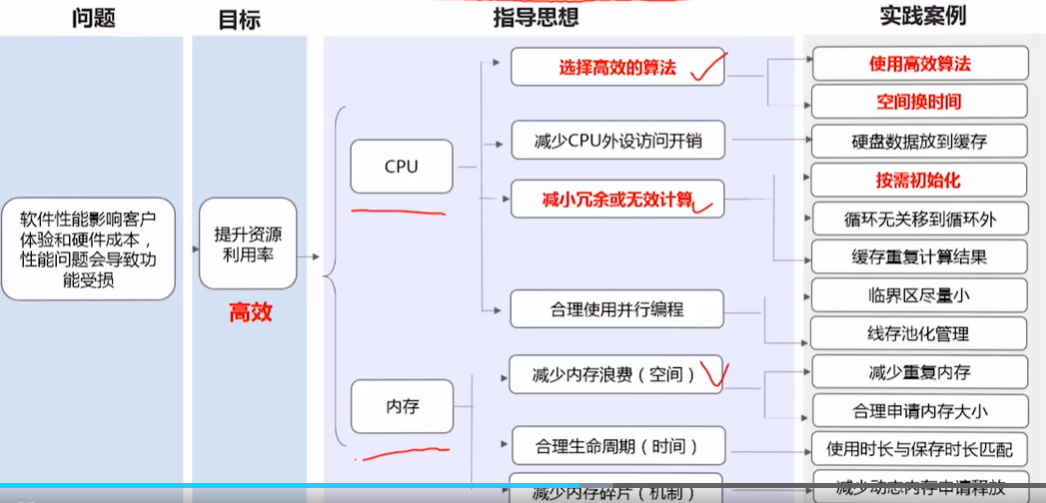 问题
目标
指导思想
实践案例
软件性能影响客户
体验和硬件成本，
性能问题会导致功
能受损
提升资源
利用率
高效
CPU
内存
选择高效的算法
减少CPU外设访问开销
减小冗余或无效计算
合理使用并行编程
减少内存浪费（空间）
合理生命周期（时间）
减少内存碎片（机制）
使用高效算法
空间换时间
硬盘数据放到缓存
按需初始化
循环无关移到循环外
缓存重复计算结果
临界区尽量小
线存池化管理
减少重复内存
合理申请内存大小
使用时长与保存时长匹配
减少动态内存申请释放